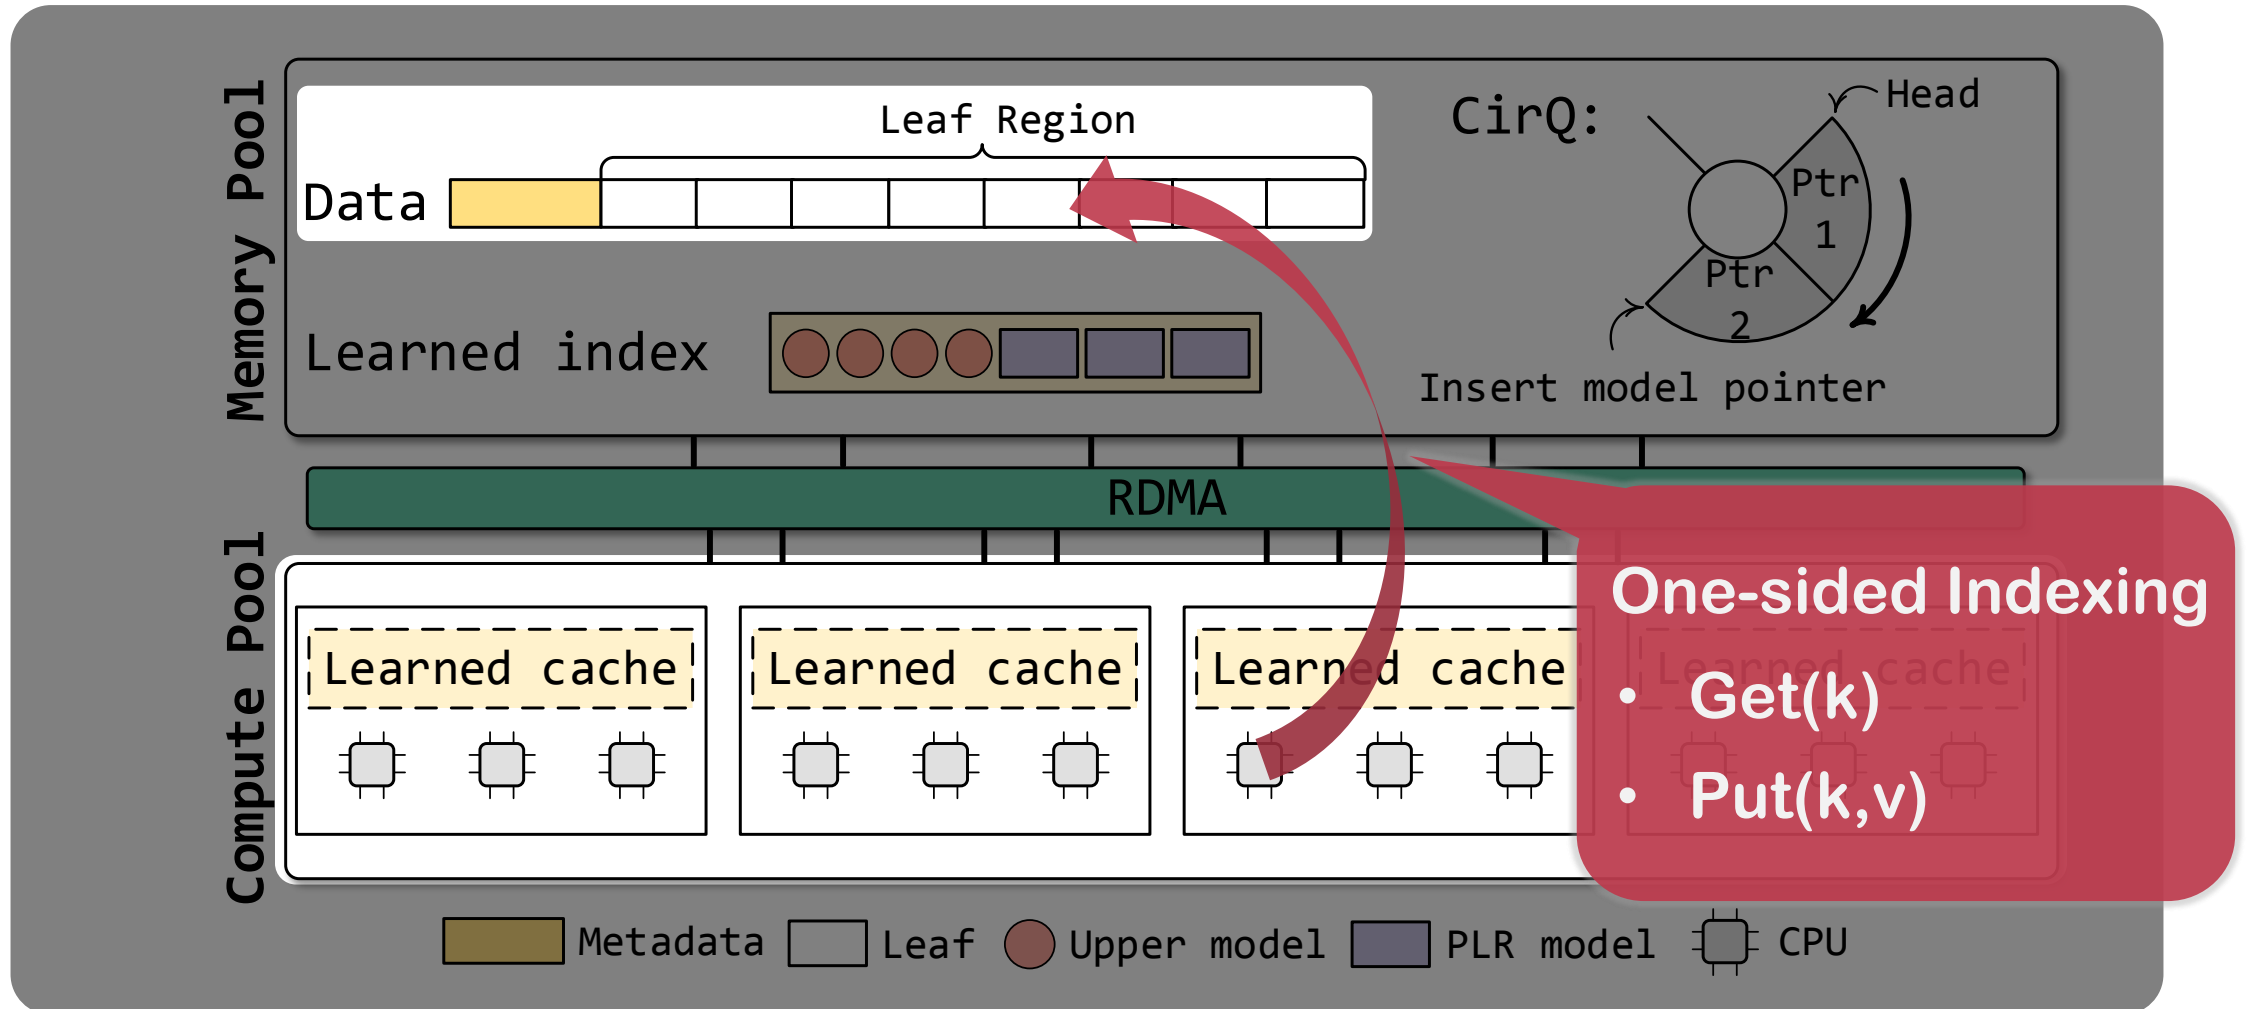 Memory Pool
Leaf Region
Data
CirQ:
Head
Ptr
1
Ptr
2
Learned index
Insert model pointer
RDMA
Compute Pool
Learned cache
Learned cache
Learned cache
Learned cache
One-sided Indexing
• Get(k)
• Put(k,v)
Metadata
Leaf
Upper model
PLR model
CPU